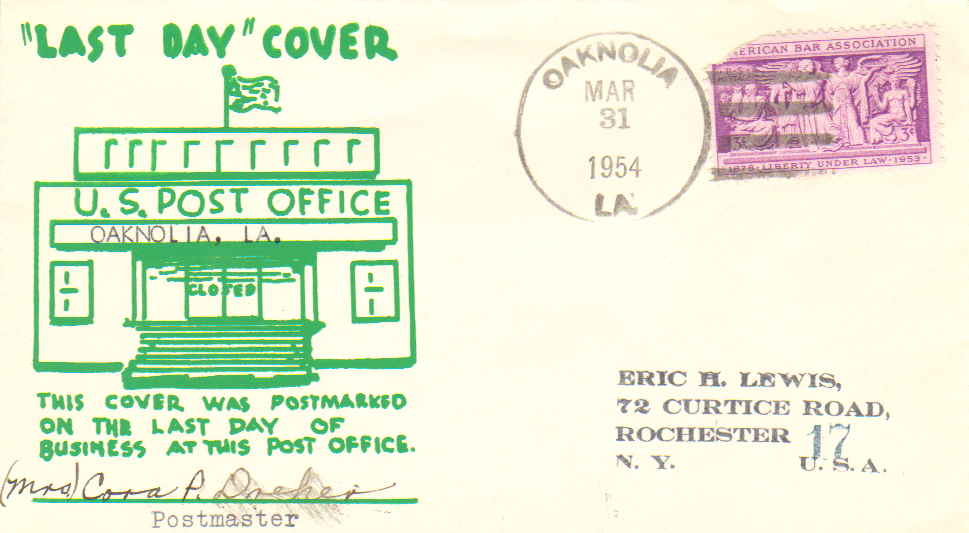 "LAST DAY" COVER
U.S. POST OFFICE
OAKNOLIA, LA.
CLOSED
THIS COVER WAS POSTMARKED
ON THE LAST DAY OF
BUSINESS AT THIS POST OFFICE.
(Mrs) Cora P. Dreher
Postmaster
OAKNOLIA
MAR
31
1954
LA.
AMERICAN BAR ASSOCIATION
3¢ 3¢
1878 · LIBERTY UNDER LAW · 1953
ERIC H. LEWIS,
72 CURTICE ROAD,
ROCHESTER 17
N. Y. U. S. A.